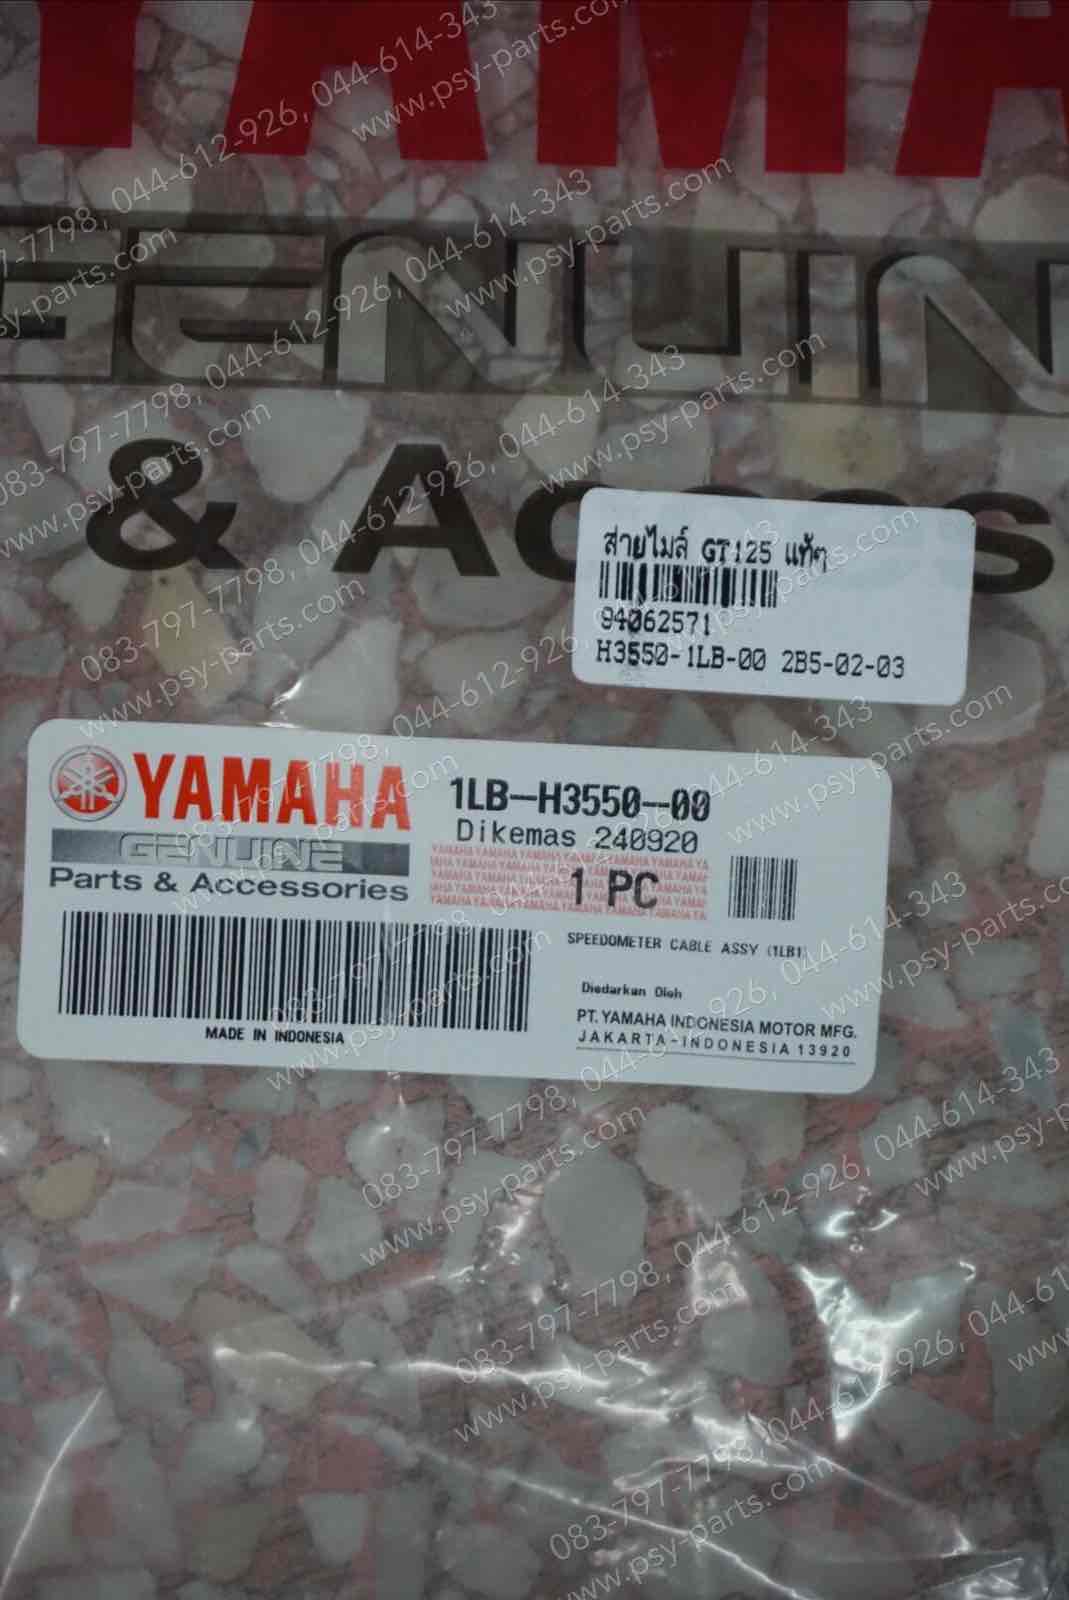 YAMAHA
GENUINE
& Acces
ส่ายไมล์ GT125 แท้ๆ
94062571
H3550-1LB-00 2B5-02-03
YAMAHA
GENUINE
Parts & Accessories
1LB-H3550-00
Dikemas 240920
1 PC
SPEEDOMETER CABLE ASSY (1LB1)
Diedarkan Oleh
PT. YAMAHA INDONESIA MOTOR MFG.
JAKARTA-INDONESIA 13920
MADE IN INDONESIA
083-797-7798, 044-612-926, 044-614-343
www.psy-parts.com